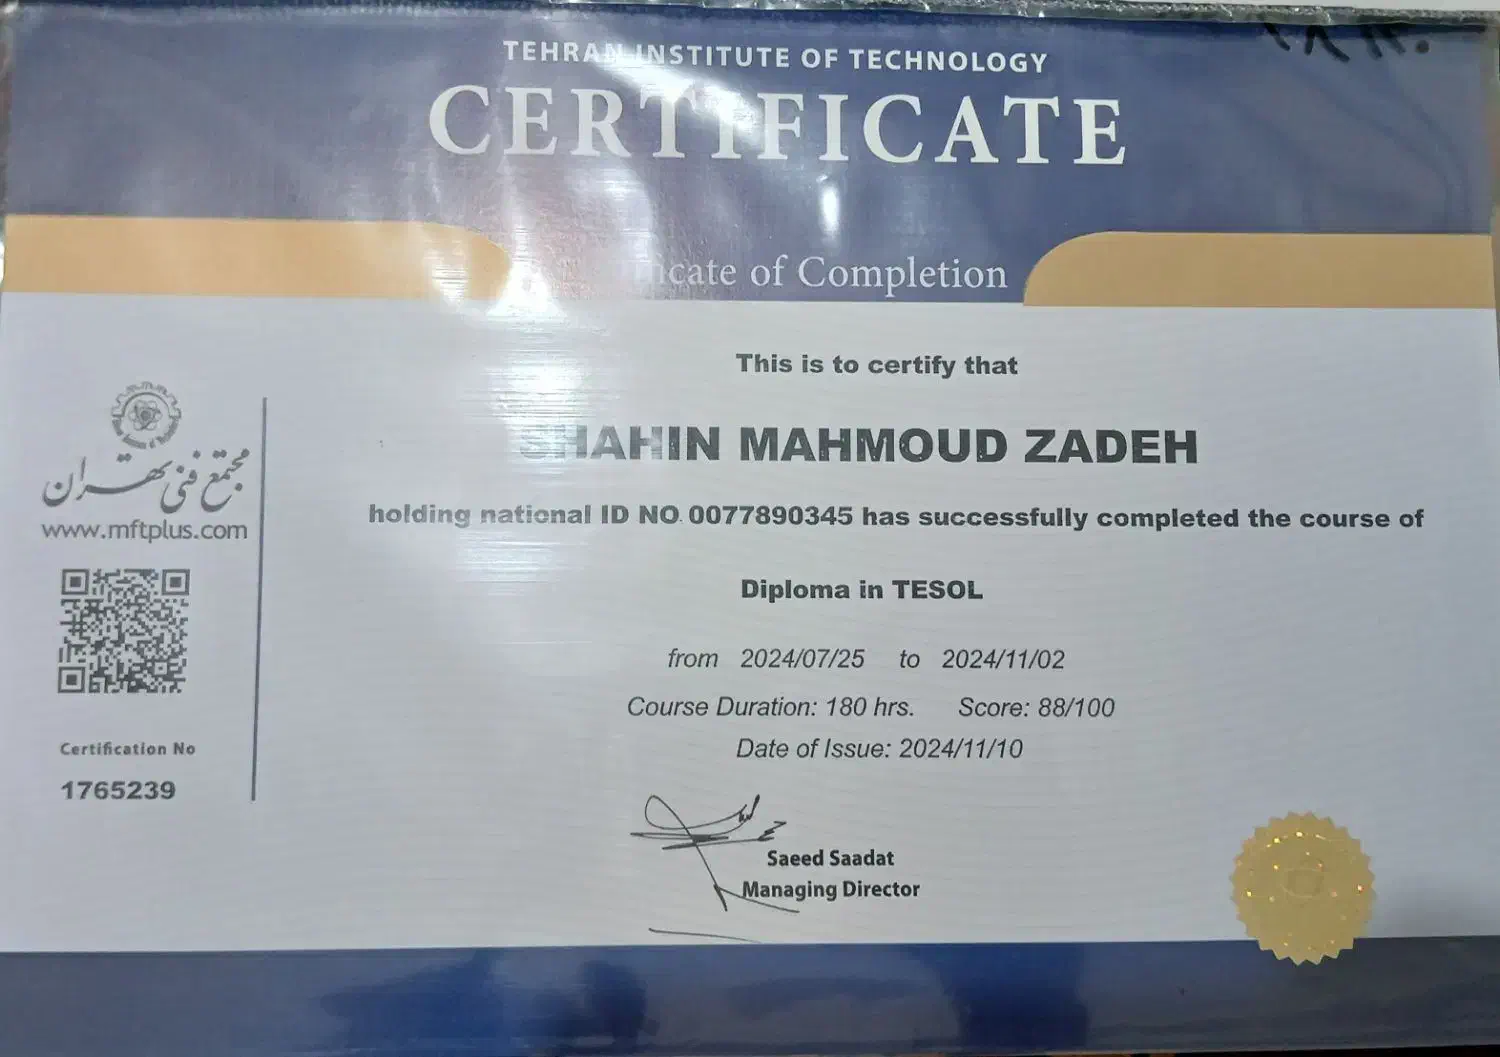 TEHRAN INSTITUTE OF TECHNOLOGY
CERTIFICATE
of Completion
This is to certify that
SHAHIN MAHMOUD ZADEH
holding national ID NO. 0077890345 has successfully completed the course of
Diploma in TESOL
from 2024/07/25 to 2024/11/02
Course Duration: 180 hrs. Score: 88/100
Date of Issue: 2024/11/10
Saeed Saadat
Managing Director
مجتمع فنی تهران
www.mftplus.com
Certification No
1765239